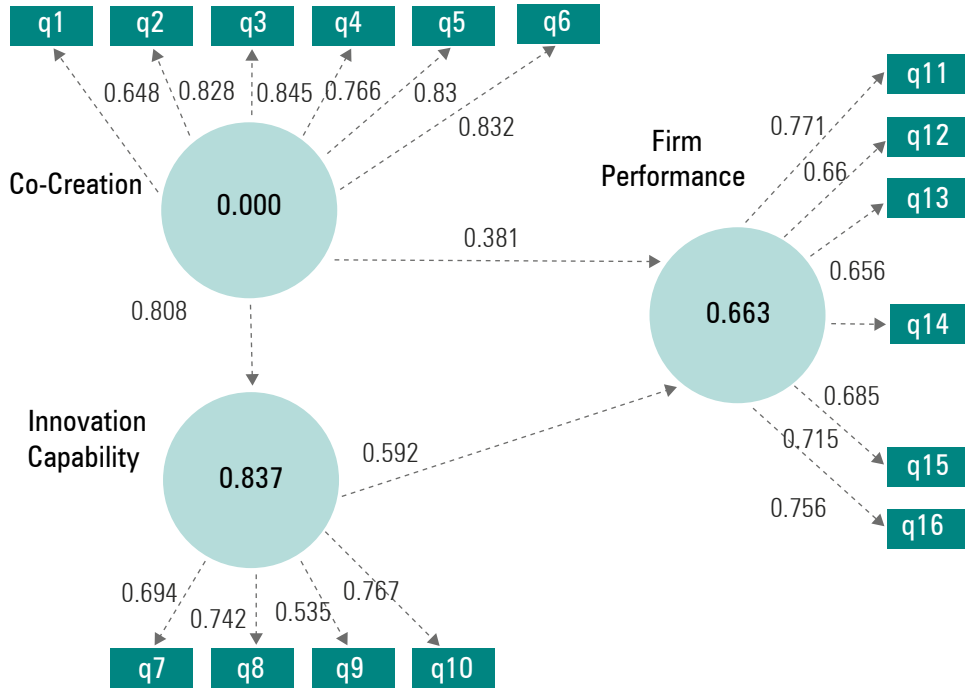 q1
q2
q3
q4
q5
q6
0.648
0.828
0.845
0.766
0.83
0.832
Co-Creation
0.000
0.808
0.381
Firm
Performance
0.663
0.771
0.66
0.656
q11
q12
q13
q14
0.685
0.715
0.756
q15
q16
Innovation
Capability
0.837
0.592
0.694
0.742
0.535
0.767
q7
q8
q9
q10